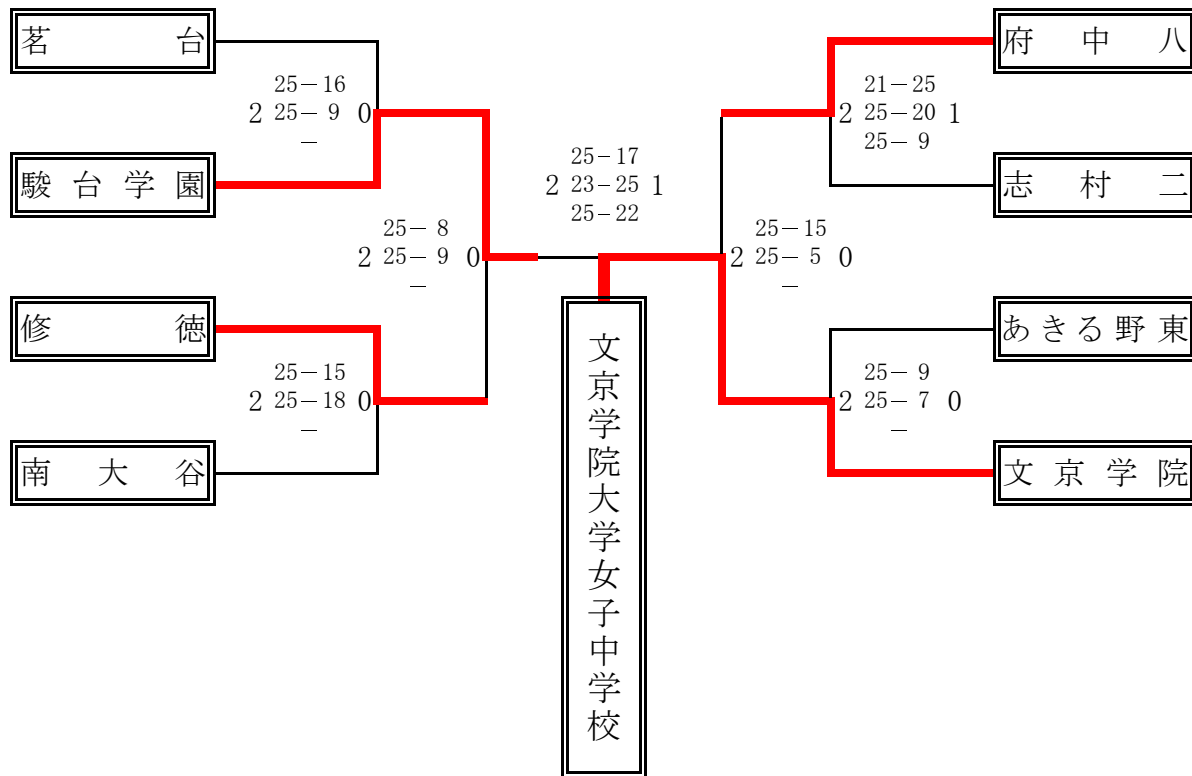 茗台
府中八
25-16
2 25-9 0
-
21-25
2 25-20 1
25-9
駿台学園
志村二
25-17
2 23-25 1
25-22
25-8
2 25-9 0
-
25-15
2 25-5 0
-
修徳
あきる野東
25-15
2 25-18 0
-
25-9
2 25-7 0
-
南大谷
文京学院
文京学院大学女子中学校